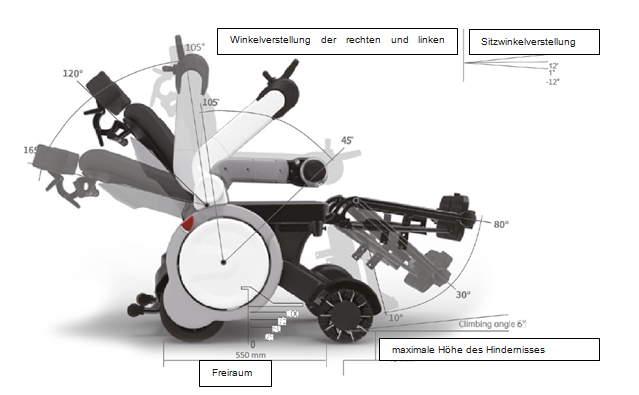 Winkelverstellung der rechten und linken
Sitzwinkelverstellung
105°
120°
12°
1°
-12°
105°
45°
80°
30°
10°
Climbing angle 6°
0
550 mm
maximale Höhe des Hindernisses
Freiraum